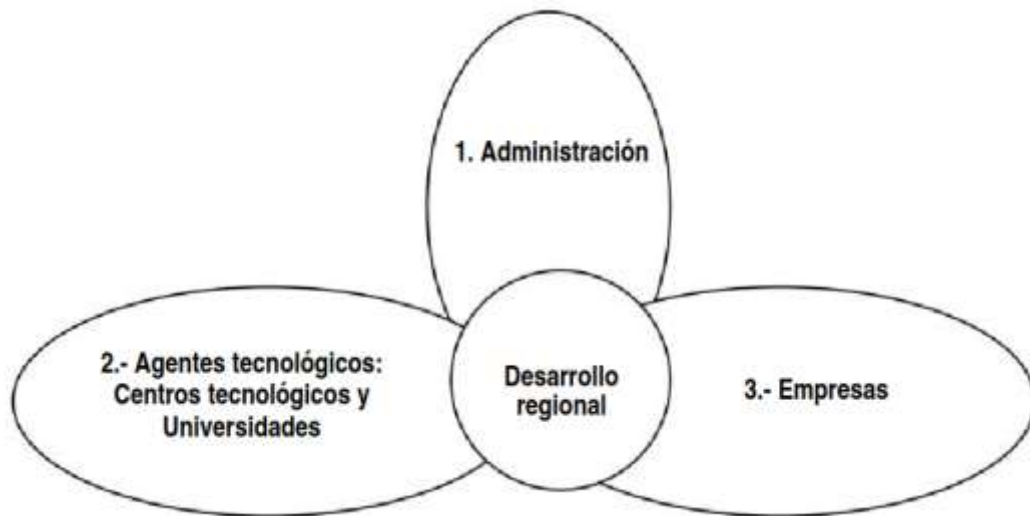 1. Administración
2.- Agentes tecnológicos:
Centros tecnológicos y
Universidades
Desarrollo
regional
3.- Empresas